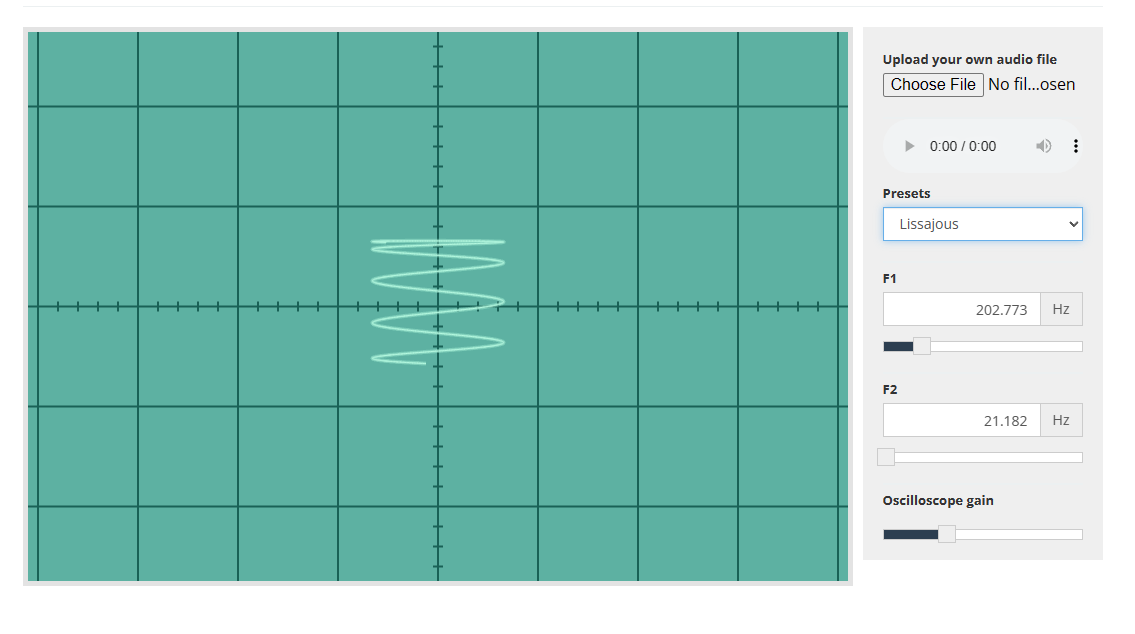 Upload your own audio file
Choose File No fil...osen
0:00 / 0:00
Presets
Lissajous
F1
202.773 Hz
F2
21.182 Hz
Oscilloscope gain